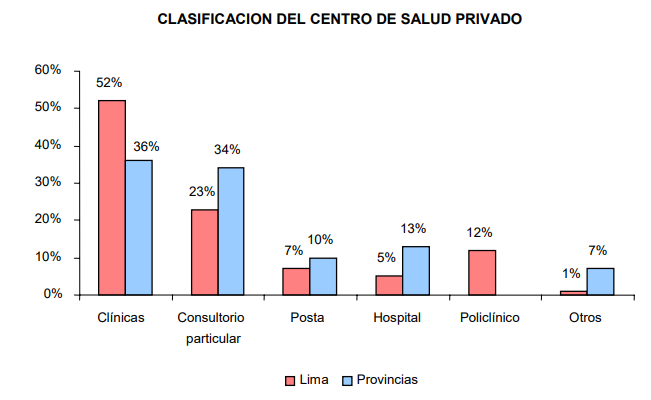 CLASIFICACION DEL CENTRO DE SALUD PRIVADO
60%
50%
40%
30%
20%
10%
0%
52%
36%
23%
34%
7%
10%
5%
13%
12%
1%
7%
Clínicas
Consultorio
particular
Posta
Hospital
Policlínico
Otros
Lima
Provincias